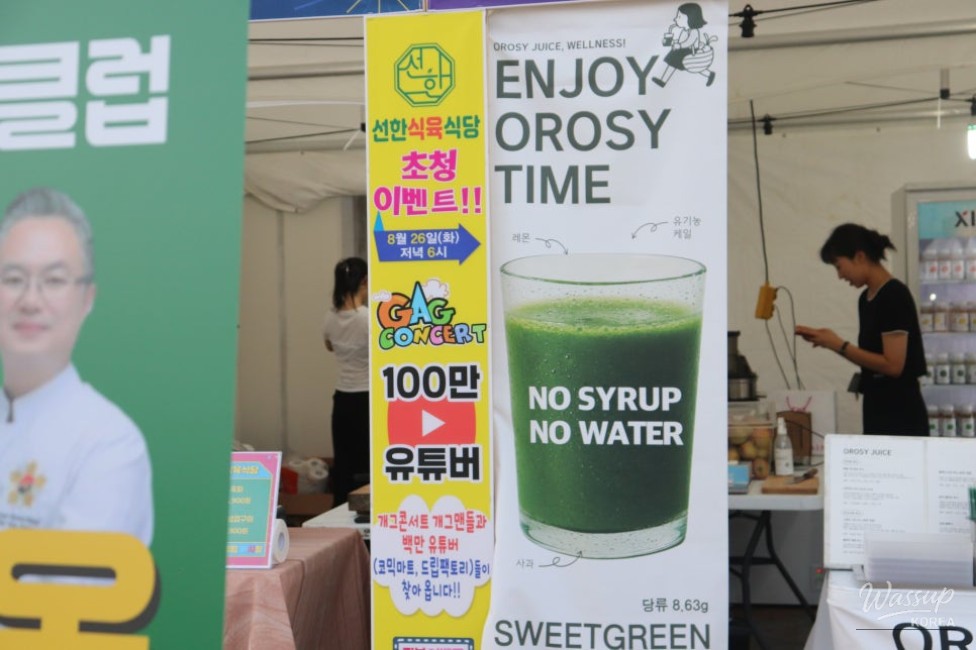 클럽
선한
선한식육식당
초청
이벤트!!
8월 26일(화)
저녁 6시
GAG
CONCERT
100만
유튜버
개그콘서트 개그맨들과
백만 유튜버
(코믹마트, 드립팩토리)들이
찾아 옵니다!!
OROSY JUICE, WELLNESS!
ENJOY
OROSY
TIME
레몬
유기농
케일
NO SYRUP
NO WATER
사과
당류 8.63g
SWEETGREEN
XI
OROSY JUICE
Wassup
KOREA
OR